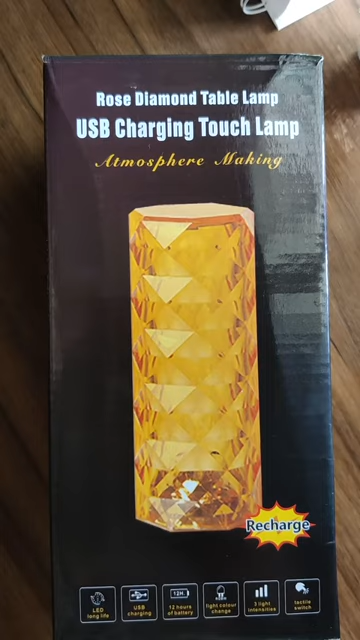 Rose Diamond Table Lamp
USB Charging Touch Lamp
Atmosphere Making
Recharge
LED
long life
USB
charging
12H
12 hours
of battery
light colour
change
3 light
intensities
tactile
switch